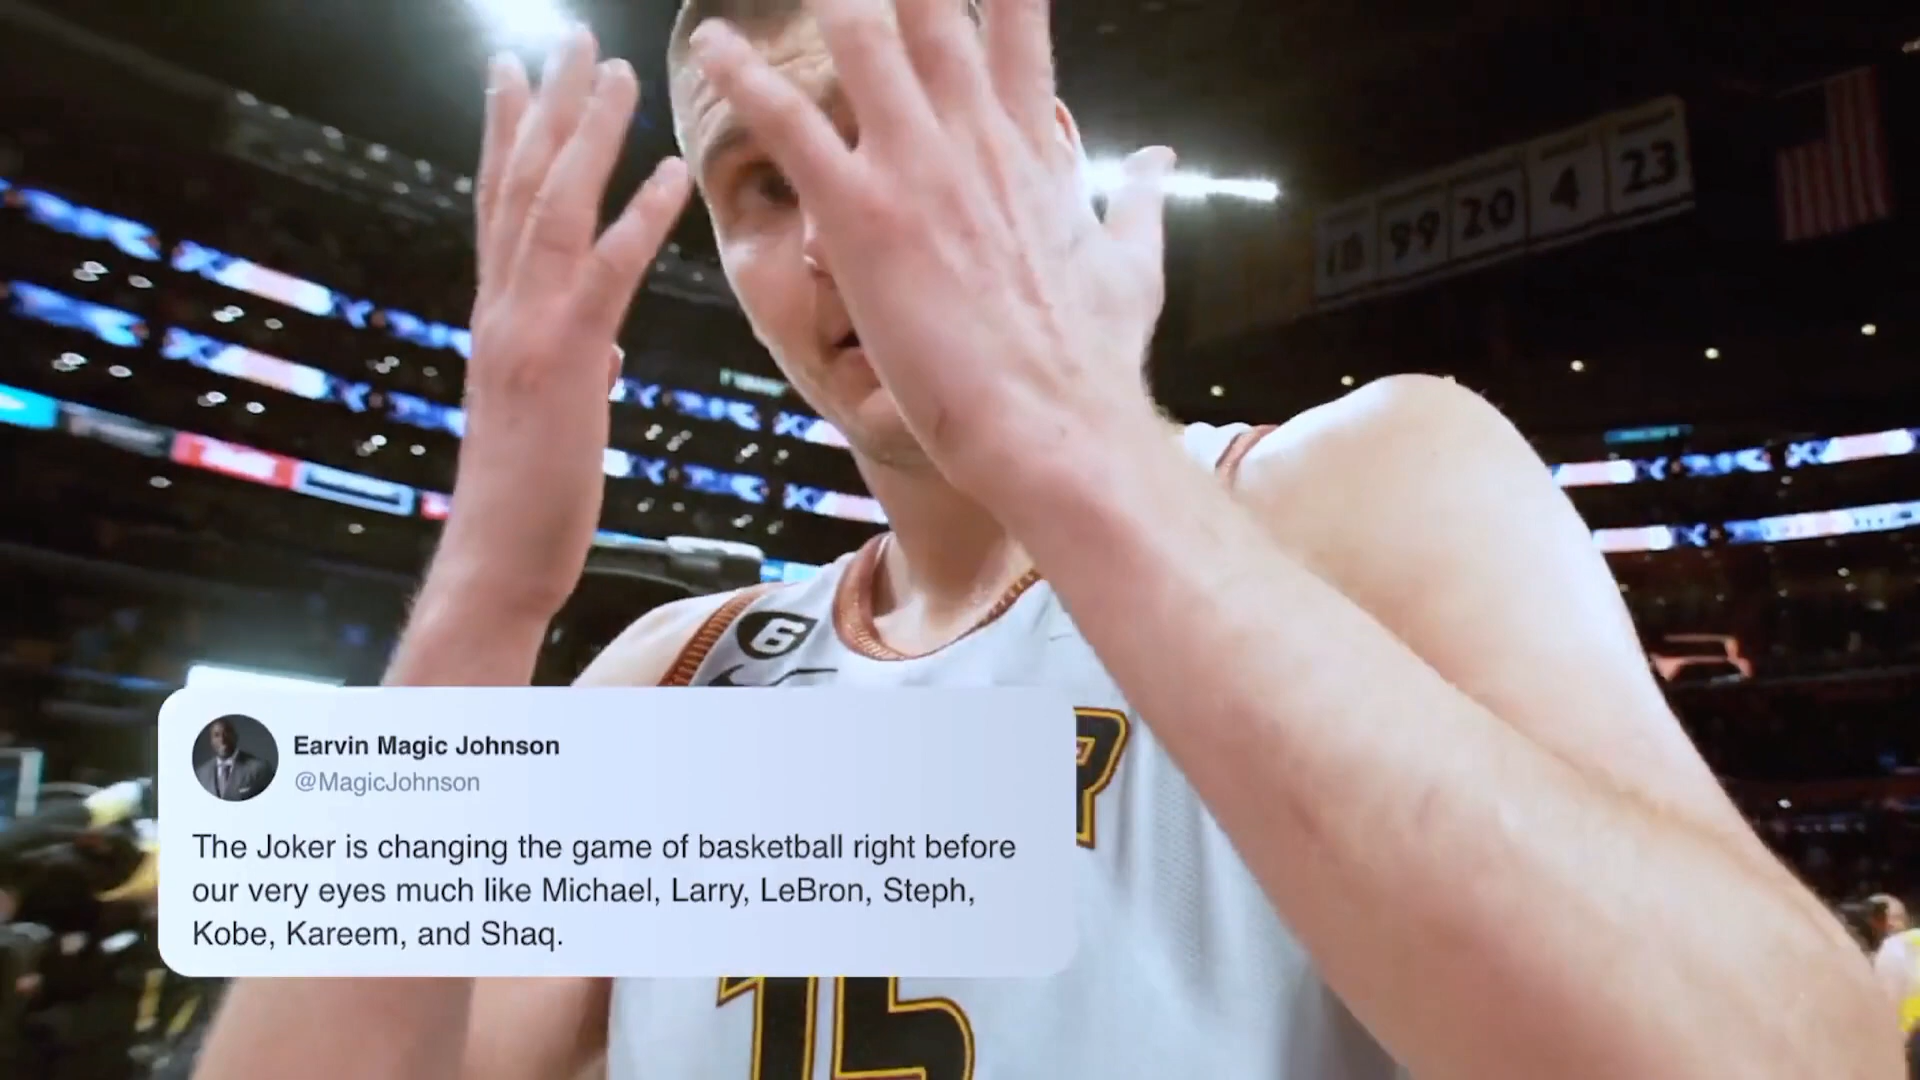 18 99 20 4 23
6
R
Earvin Magic Johnson
@MagicJohnson
The Joker is changing the game of basketball right before
our very eyes much like Michael, Larry, LeBron, Steph,
Kobe, Kareem, and Shaq.
15